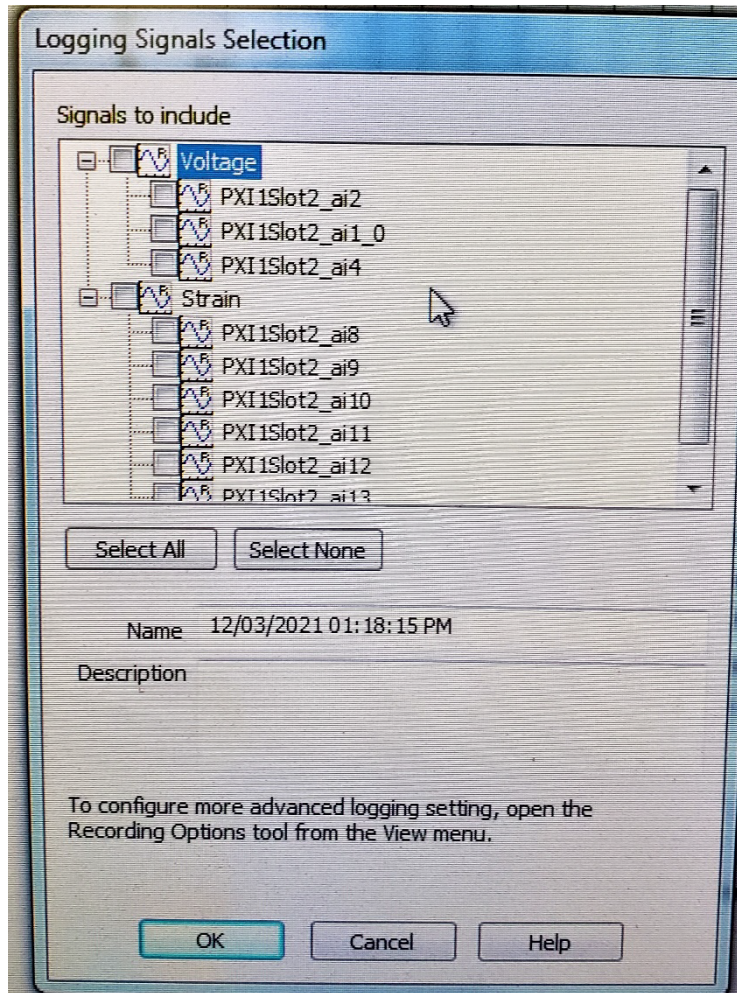 Logging Signals Selection
Signals to include
Voltage
PXI1Slot2_ai2
PXI1Slot2_ai1_0
PXI1Slot2_ai4
Strain
PXI1Slot2_ai8
PXI1Slot2_ai9
PXI1Slot2_ai10
PXI1Slot2_ai11
PXI1Slot2_ai12
PXI1Slot2_ai13
Select All Select None
Name 12/03/2021 01:18:15 PM
Description
To configure more advanced logging setting, open the
Recording Options tool from the View menu.
OK Cancel Help